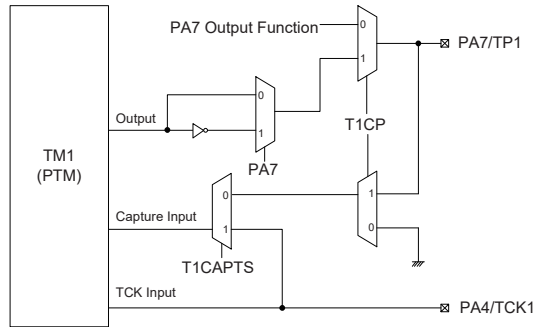 PA7 Output Function
0
1
PA7/TP1
Output
0
1
T1CP
TM1
(PTM)
PA7
0
1
Capture Input
1
0
T1CAPTS
TCK Input
PA4/TCK1